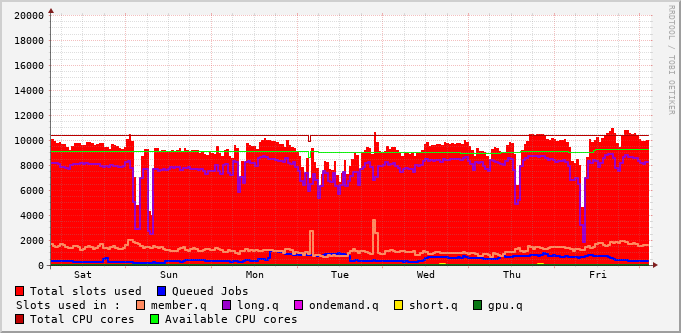 20000
18000
16000
14000
12000
10000
8000
6000
4000
2000
0
Sat Sun Mon Tue Wed Thu Fri
RRDTOOL / TOBI OETIKER
Total slots used Queued Jobs
Slots used in : member.q long.q ondemand.q short.q gpu.q
Total CPU cores Available CPU cores